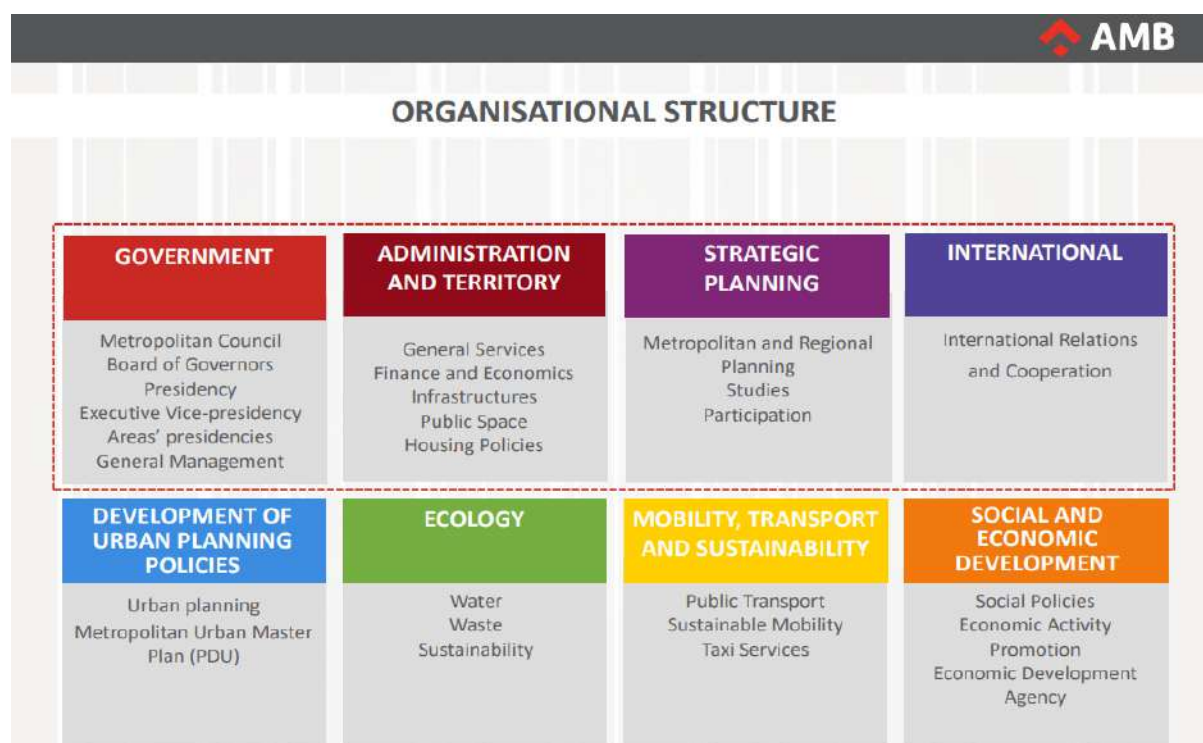 AMB
ORGANISATIONAL STRUCTURE
GOVERNMENT
Metropolitan Council
Board of Governors
Presidency
Executive Vice-presidency
Areas' presidencies
General Management
ADMINISTRATION
AND TERRITORY
General Services
Finance and Economics
Infrastructures
Public Space
Housing Policies
STRATEGIC
PLANNING
Metropolitan and Regional
Planning
Studies
Participation
INTERNATIONAL
International Relations
and Cooperation
DEVELOPMENT OF
URBAN PLANNING
POLICIES
Urban planning
Metropolitan Urban Master
Plan (PDU)
ECOLOGY
Water
Waste
Sustainability
MOBILITY, TRANSPORT
AND SUSTAINABILITY
Public Transport
Sustainable Mobility
Taxi Services
SOCIAL AND
ECONOMIC
DEVELOPMENT
Social Policies
Economic Activity
Promotion
Economic Development
Agency